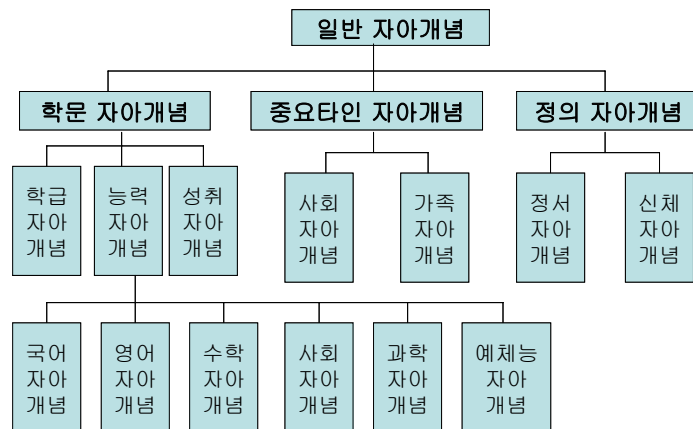 일반 자아개념
학문 자아개념
중요타인 자아개념
정의 자아개념
학급
자아
개념
능력
자아
개념
성취
자아
개념
사회
자아
개념
가족
자아
개념
정서
자아
개념
신체
자아
개념
국어
자아
개념
영어
자아
개념
수학
자아
개념
사회
자아
개념
과학
자아
개념
예체능
자아
개념